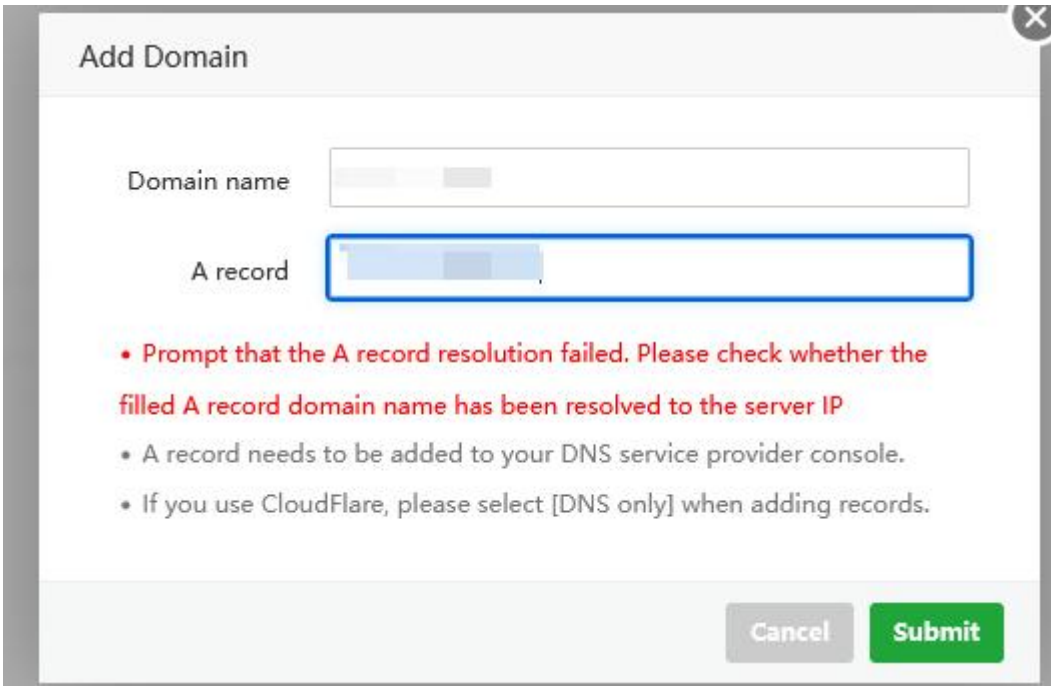 Add Domain
Domain name
A record
• Prompt that the A record resolution failed. Please check whether the
filled A record domain name has been resolved to the server IP
• A record needs to be added to your DNS service provider console.
• If you use CloudFlare, please select [DNS only] when adding records.
Cancel
Submit